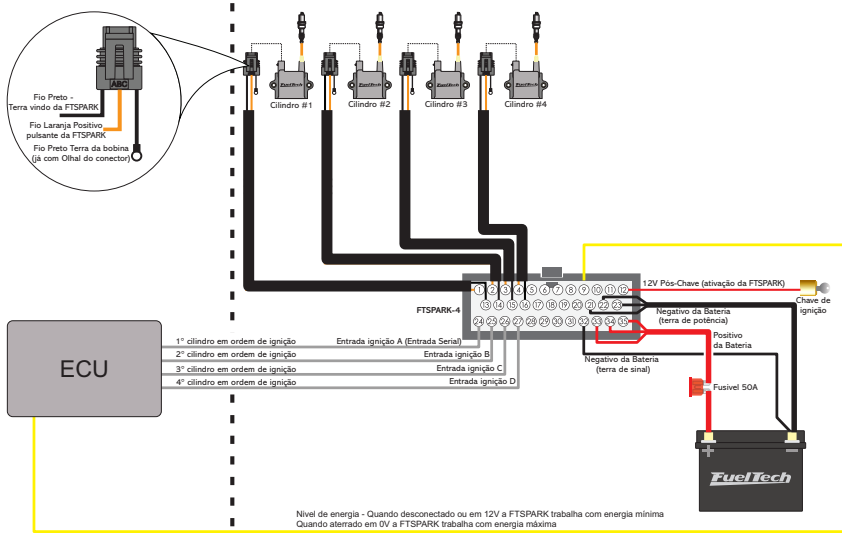 ABC
Fio Preto -
Terra vindo da FTSPARK
Fio Laranja Positivo
pulsante da FTSPARK
Fio Preto Terra da bobina
(já com Olhal do conector)
FuelTech
FuelTech
FuelTech
FuelTech
Cilindro #1
Cilindro #2
Cilindro #3
Cilindro #4
FTSPARK-4
1 2 3 4 5 6 7 8 9 10 11 12
13 14 15 16 17 18 19 20 21 22 23
24 25 26 27 28 29 30 31 32 33 34 35
12V Pós-Chave (ativação da FTSPARK)
Chave de
ignição
Negativo da Bateria
(terra de potência)
Positivo
da Bateria
Negativo da Bateria
(terra de sinal)
Fusivel 50A
ECU
1° cilindro em ordem de ignição
Entrada ignição A (Entrada Serial)
2° cilindro em ordem de ignição
Entrada ignição B
3° cilindro em ordem de ignição
Entrada ignição C
4° cilindro em ordem de ignição
Entrada ignição D
+ −
FuelTech
Nivel de energia - Quando desconectado ou em 12V a FTSPARK trabalha com energia mínima
Quando aterrado em 0V a FTSPARK trabalha com energia máxima